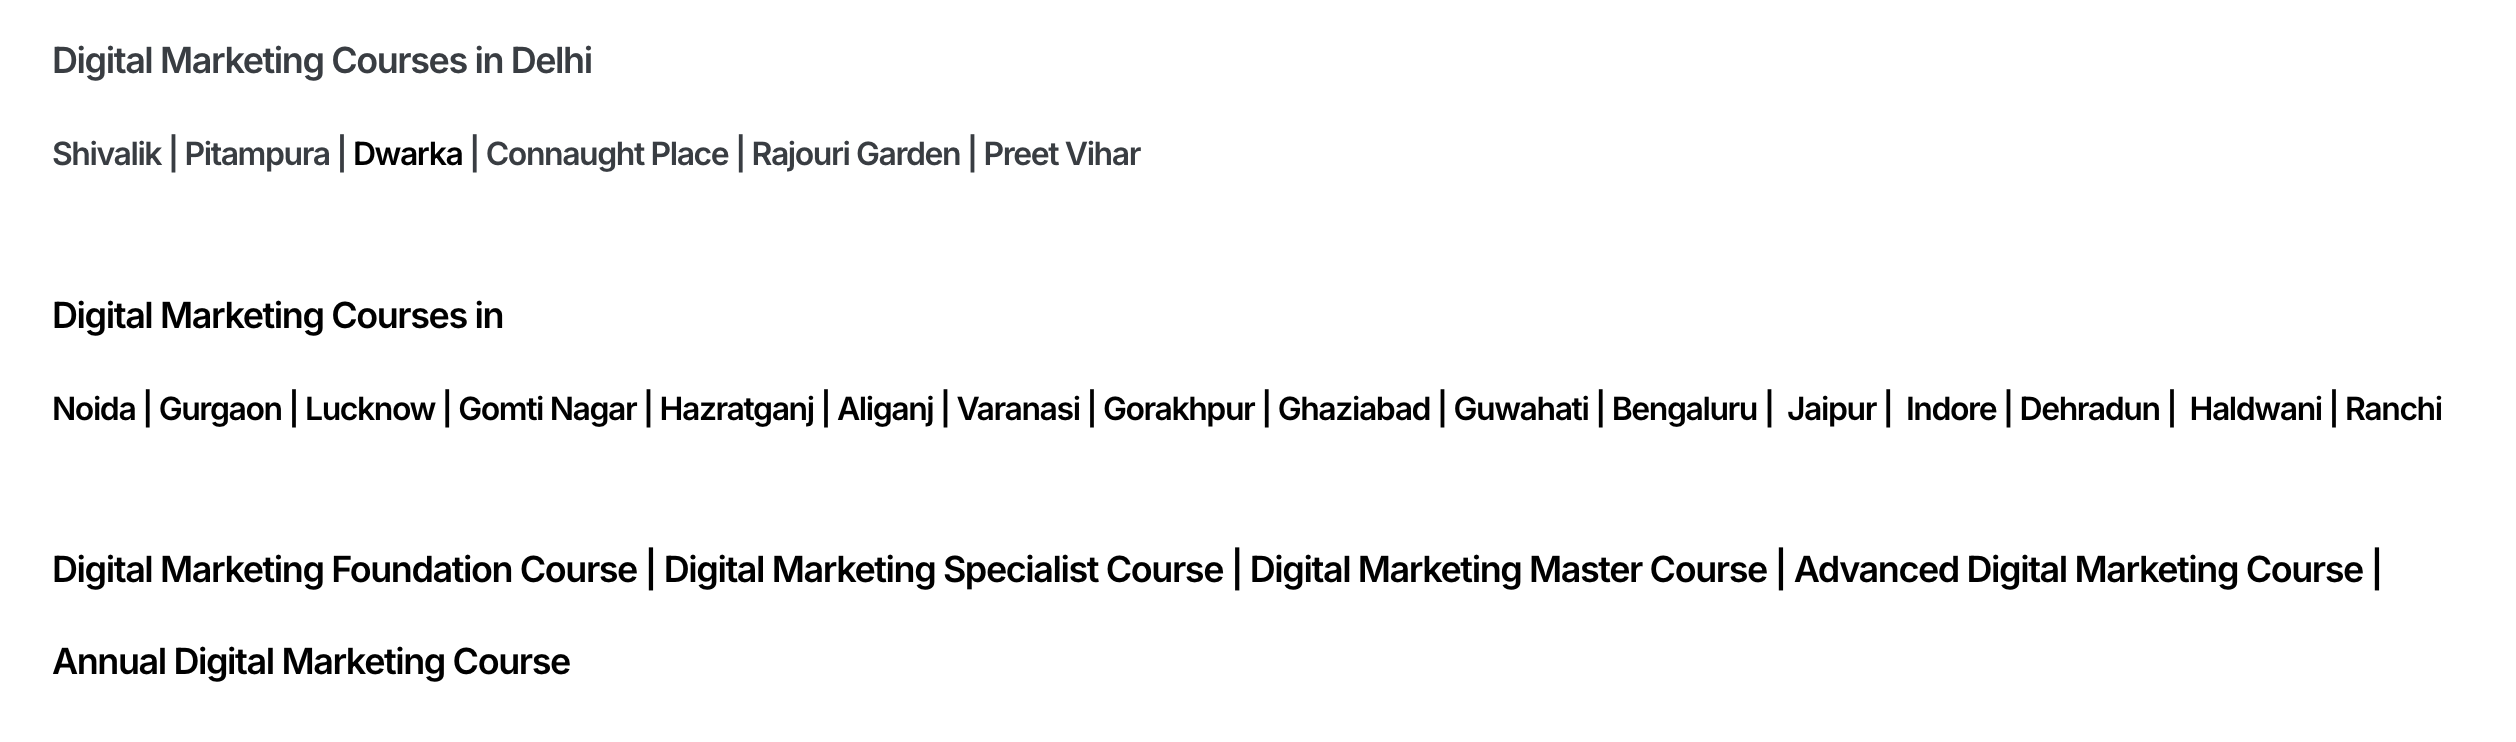 Digital Marketing Courses in Delhi
Shivalik | Pitampura | Dwarka | Connaught Place | Rajouri Garden | Preet Vihar
Digital Marketing Courses in
Noida | Gurgaon | Lucknow | Gomti Nagar | Hazratganj | Aliganj | Varanasi | Gorakhpur | Ghaziabad | Guwahati | Bengaluru | Jaipur | Indore | Dehradun | Haldwani | Ranchi
Digital Marketing Foundation Course | Digital Marketing Specialist Course | Digital Marketing Master Course | Advanced Digital Marketing Course |
Annual Digital Marketing Course